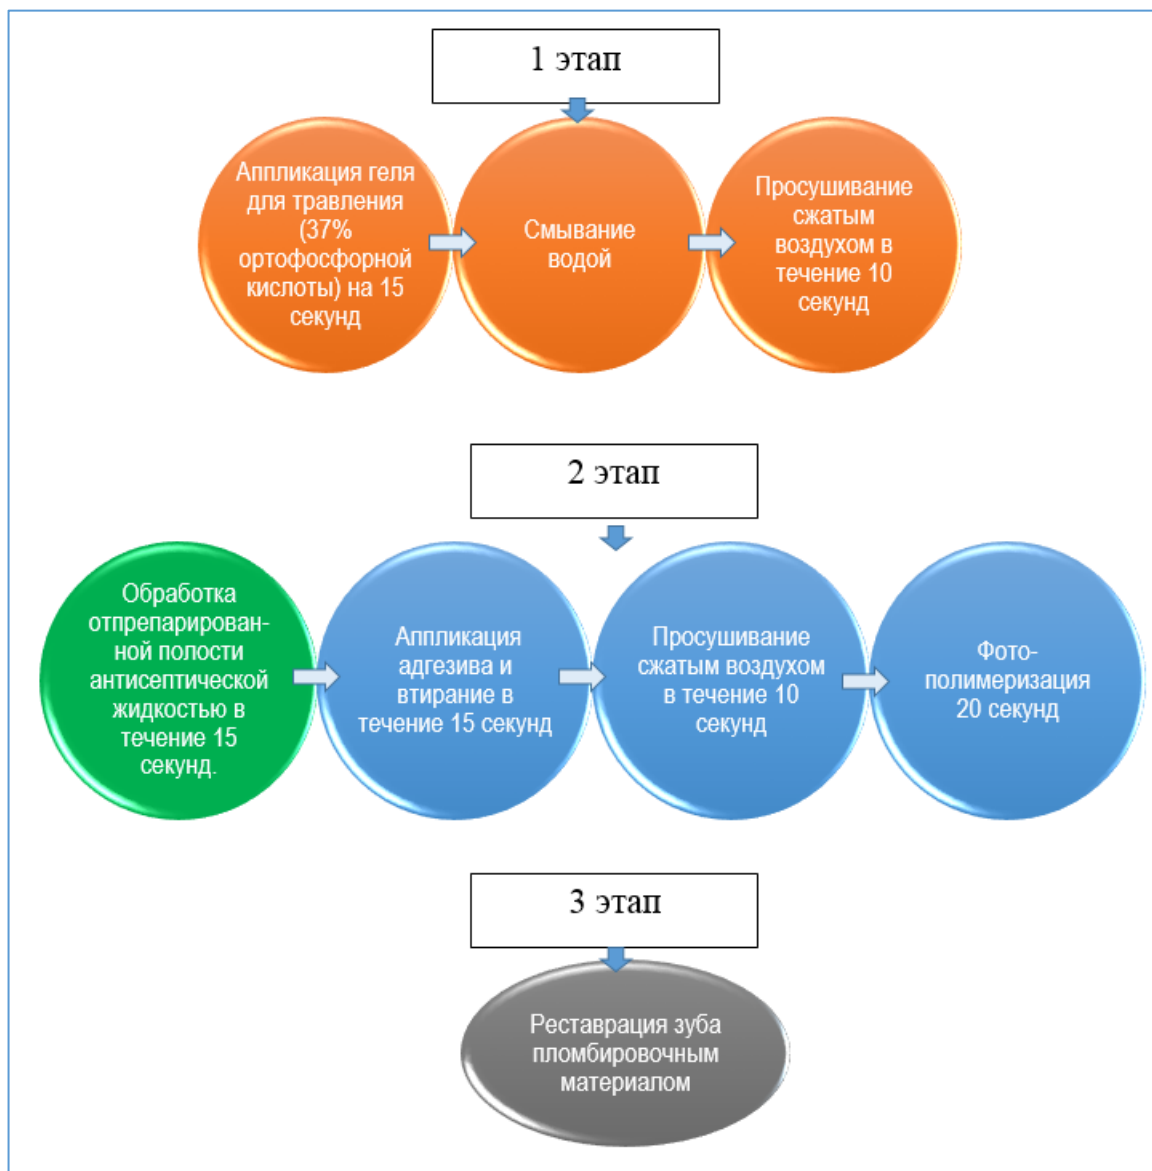 1 этап
Аппликация геля
для травления
(37%
ортофосфорной
кислоты) на 15
секунд
Смывание
водой
Просушивание
сжатым
воздухом в
течение 10
секунд
2 этап
Обработка
отпрепарирован-
ной полости
антисептической
жидкостью в
течение 15
секунд.
Аппликация
адгезива и
втирание в
течение 15 секунд
Просушивание
сжатым воздухом
в течение 10
секунд
Фото-
полимеризация
20 секунд
3 этап
Реставрация зуба
пломбировочным
материалом